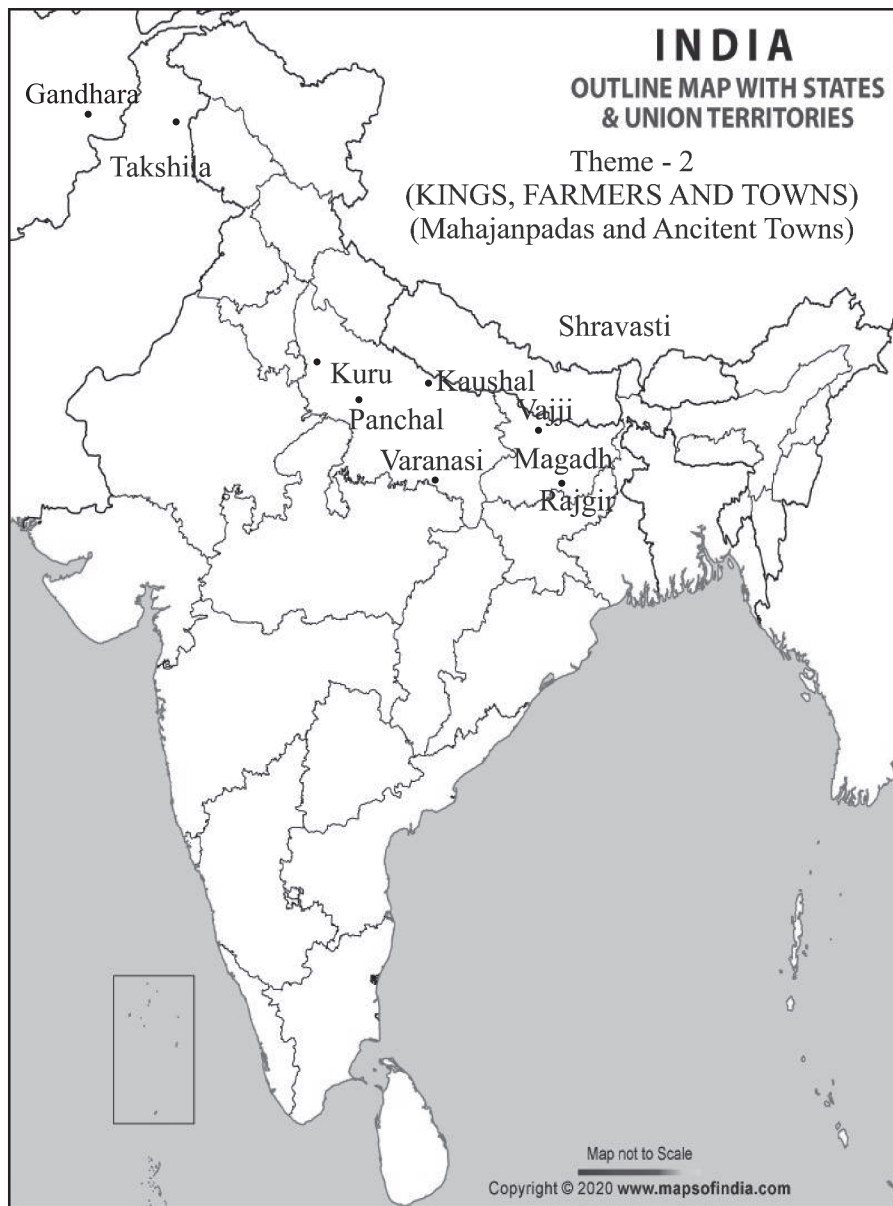 INDIA
OUTLINE MAP WITH STATES
& UNION TERRITORIES
Theme - 2
(KINGS, FARMERS AND TOWNS)
(Mahajanpadas and Ancitent Towns)
Gandhara
Takshila
Shravasti
Kuru
Kaushal
Panchal
Vajji
Varanasi
Magadh
Rajgir
Map not to Scale
Copyright © 2020 www.mapsofindia.com